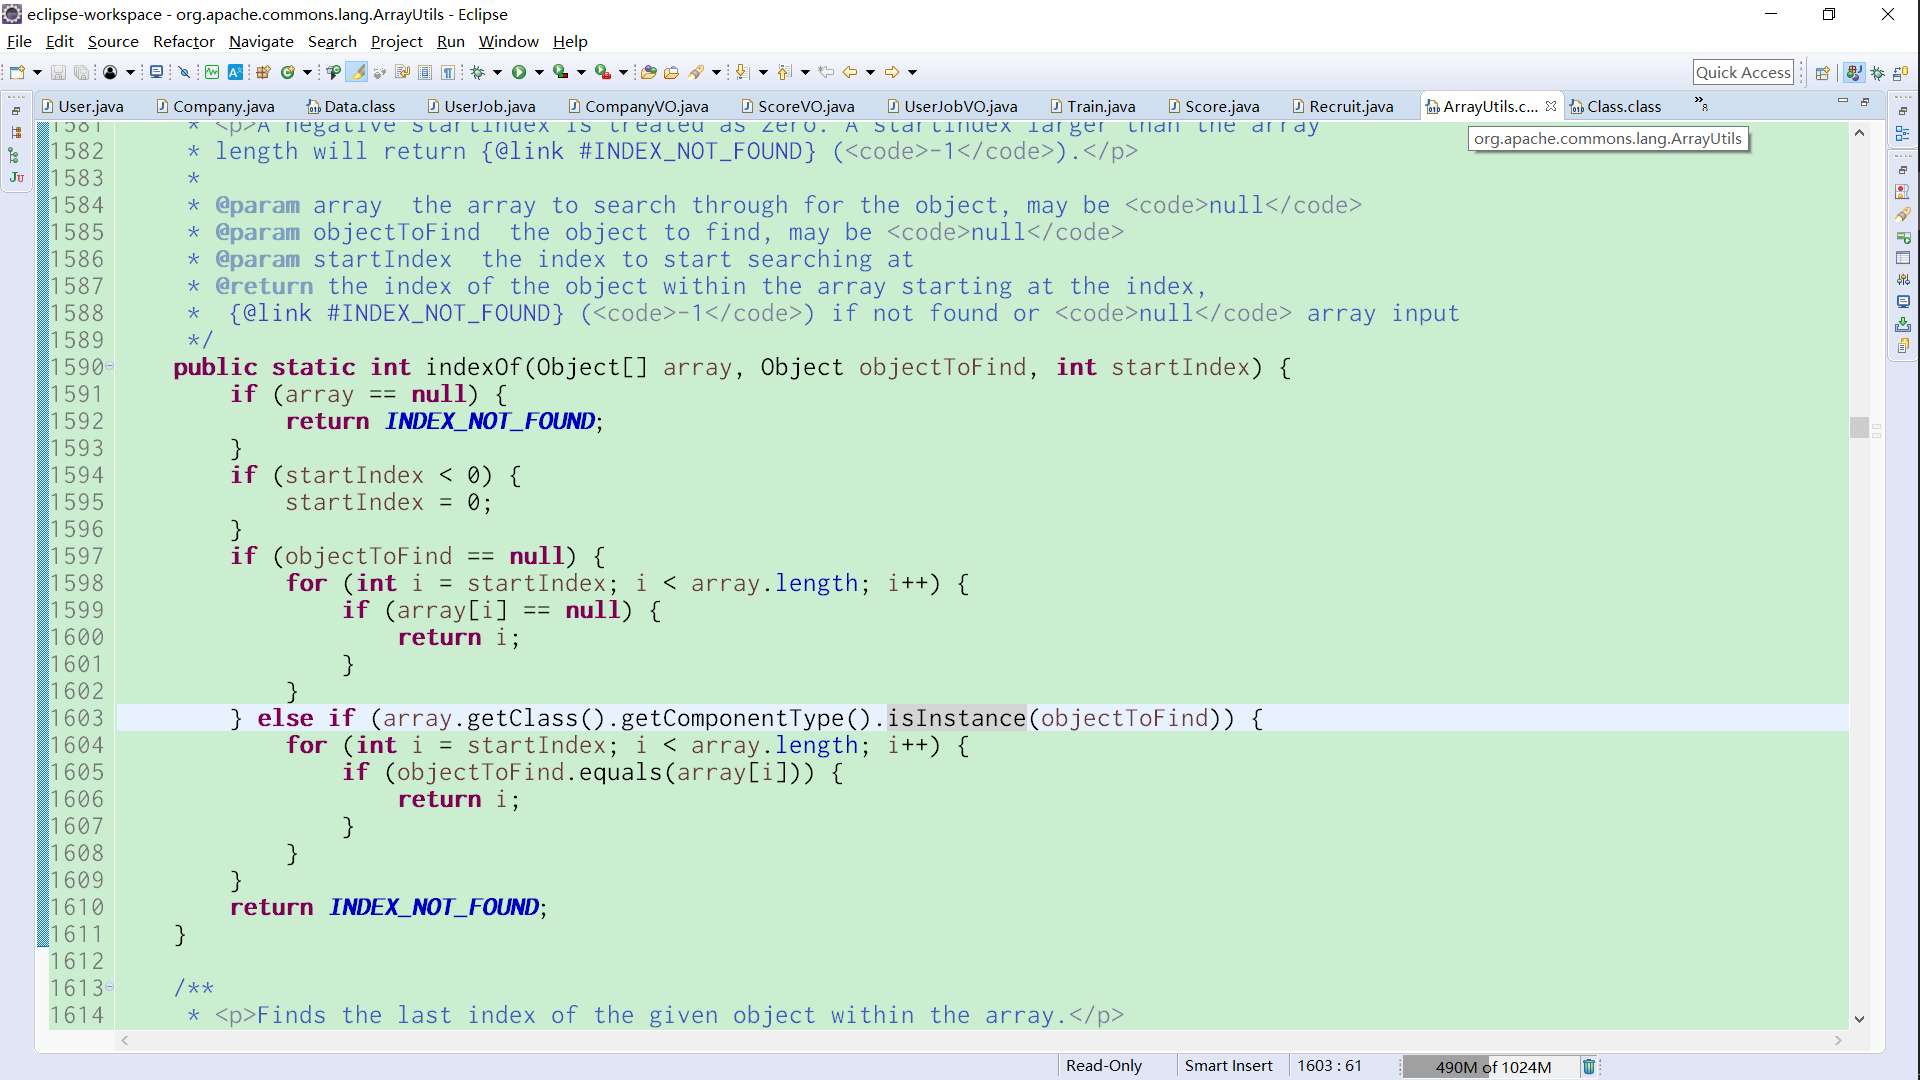 eclipse-workspace - org.apache.commons.lang.ArrayUtils - Eclipse
File Edit Source Refactor Navigate Search Project Run Window Help
Quick Access
User.java Company.java Data.class UserJob.java CompanyVO.java ScoreVO.java UserJobVO.java Train.java Score.java Recruit.java ArrayUtils.c... Class.class »8
org.apache.commons.lang.ArrayUtils
1581 * <p>A negative startIndex is treated as zero. A startIndex larger than the array
1582 * length will return {@link #INDEX_NOT_FOUND} (<code>-1</code>).</p>
1583 *
1584 * @param array  the array to search through for the object, may be <code>null</code>
1585 * @param objectToFind  the object to find, may be <code>null</code>
1586 * @param startIndex  the index to start searching at
1587 * @return the index of the object within the array starting at the index,
1588 *  {@link #INDEX_NOT_FOUND} (<code>-1</code>) if not found or <code>null</code> array input
1589 */
1590 public static int indexOf(Object[] array, Object objectToFind, int startIndex) {
1591 if (array == null) {
1592 return INDEX_NOT_FOUND;
1593 }
1594 if (startIndex < 0) {
1595 startIndex = 0;
1596 }
1597 if (objectToFind == null) {
1598 for (int i = startIndex; i < array.length; i++) {
1599 if (array[i] == null) {
1600 return i;
1601 }
1602 }
1603 } else if (array.getClass().getComponentType().isInstance(objectToFind)) {
1604 for (int i = startIndex; i < array.length; i++) {
1605 if (objectToFind.equals(array[i])) {
1606 return i;
1607 }
1608 }
1609 }
1610 return INDEX_NOT_FOUND;
1611 }
1612
1613 /**
1614 * <p>Finds the last index of the given object within the array.</p>
Read-Only Smart Insert 1603 : 61 490M of 1024M